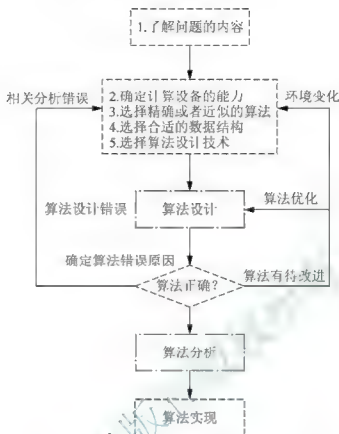 1.了解问题的内容
相关分析错误
2.确定计算设备的能力
3.选择精确或者近似的算法
4.选择合适的数据结构
5.选择算法设计技术
环境变化
算法设计错误
算法设计
算法优化
确定算法错误原因
算法正确?
算法有待改进
算法分析
算法实现